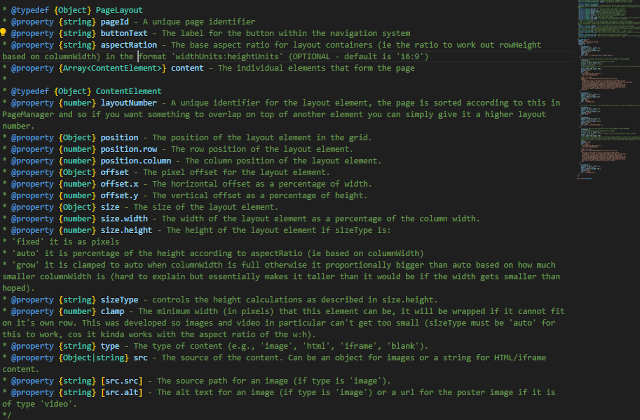 * @typedef {Object} PageLayout
* @property {string} pageId - A unique page identifier
* @property {string} buttonText - The label for the button within the navigation system
* @property {string} aspectRation - The base aspect ratio for layout containers (ie the ratio to work out rowHeight
based on columnWidth) in the format 'widthUnits:heightUnits' (OPTIONAL - default is '16:9')
* @property {Array<ContentElement>} content - The individual elements that form the page
*
* @typedef {Object} ContentElement
* @property {number} layoutNumber - A unique identifier for the layout element, the page is sorted according to this in
PageManager and so if you want something to overlap on top of another element you can simply give it a higher layout
number.
* @property {Object} position - The position of the layout element in the grid.
* @property {number} position.row - The row position of the layout element.
* @property {number} position.column - The column position of the layout element.
* @property {Object} offset - The pixel offset for the layout element.
* @property {number} offset.x - The horizontal offset as a percentage of width.
* @property {number} offset.y - The vertical offset as a percentage of height.
* @property {Object} size - The size of the layout element.
* @property {number} size.width - The width of the layout element as a percentage of the column width.
* @property {number} size.height - The height of the layout element if sizeType is:
* 'fixed' it is as pixels
* 'auto' it is percentage of the height according to aspectRatio (ie based on columnWidth)
* 'grow' it is clamped to auto when columnWidth is full otherwise it proportionally bigger than auto based on how much
smaller columnWidth is (hard to explain but essentially makes it taller than it would be if the width gets smaller than
hoped).
* @property {string} sizeType - controls the height calculations as described in size.height.
* @property {number} clamp - The minimum width (in pixels) that this element can be, it will be wrapped if it cannot fit
on it's own row. This was developed so images and video in particular can't get too small (sizeType must be 'auto' for
this to work, cos it kinda works with the aspect ratio of the w:h).
* @property {string} type - The type of content (e.g., 'image', 'html', 'iframe', 'blank').
* @property {Object|string} src - The source of the content. Can be an object for images or a string for HTML/iframe
content.
* @property {string} [src.src] - The source path for an image (if type is 'image').
* @property {string} [src.alt] - The alt text for an image (if type is 'image') or a url for the poster image if it is
of type 'video'.
*/